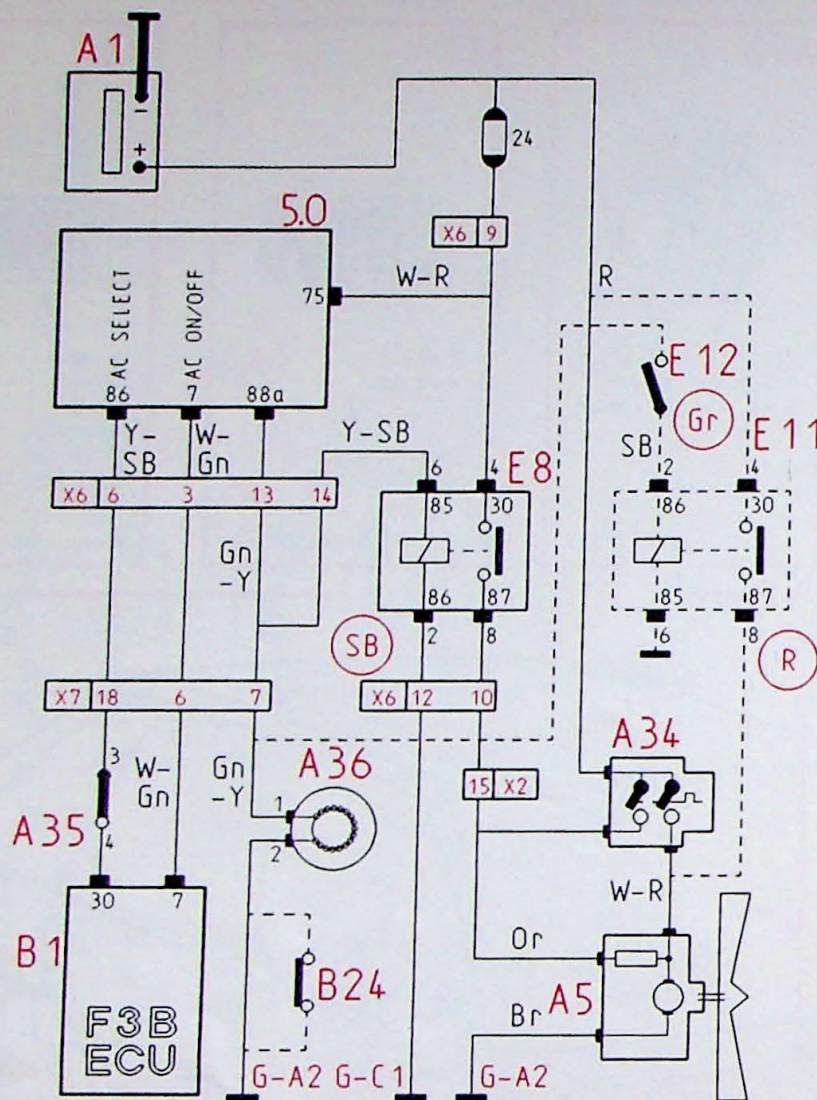 A1
-
+
24
5.0
X6 9
W-R
R
75
AC SELECT
AC ON/OFF
86 7 88a
E12
Gr
Y-SB
W-Gn
Y-SB
SB
E11
6 4
E8
2 4
X6 6 3 13 14
85 30
86 30
Gn-Y
86 87
85 87
SB
2 8
6 8
R
X7 18 6 7
X6 12 10
A34
3
W-Gn
Gn-Y
A36
15 X2
1
A35
4
2
W-R
30 7
B1
Or
B24
A5
F3B
ECU
Br
G-A2 G-C1 G-A2